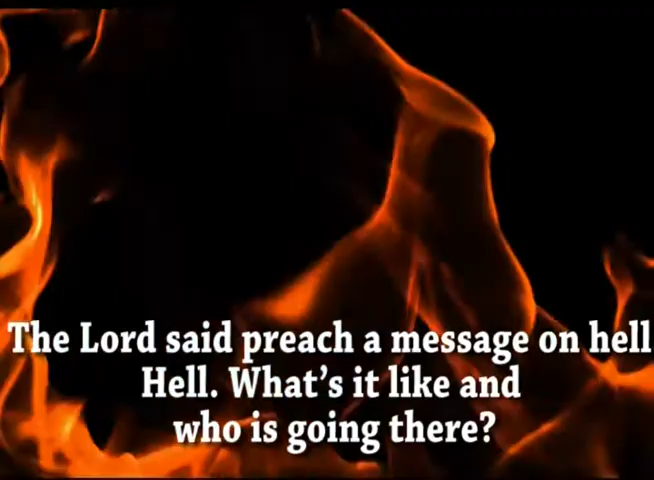 The Lord said preach a message on hell
Hell. What's it like and
who is going there?